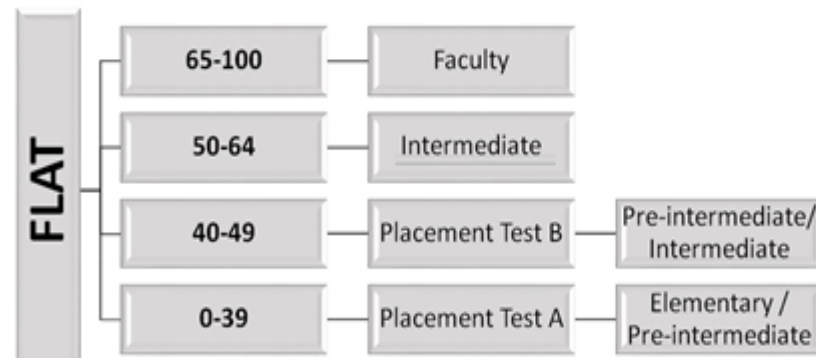 FLAT
65-100
Faculty
50-64
Intermediate
40-49
Placement Test B
Pre-intermediate/
Intermediate
0-39
Placement Test A
Elementary /
Pre-intermediate